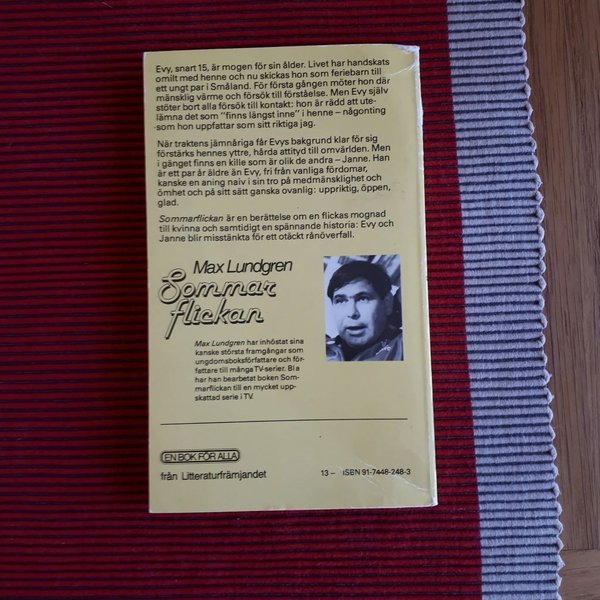 Evy, snart 15, är mogen för sin ålder. Livet har handskats
omilt med henne och nu skickas hon som feriebarn till
ett ungt par i Småland. För första gången möter hon där
mänsklig värme och försök till förståelse. Men Evy själv
stöter bort alla försök till kontakt: hon är rädd att ute-
lämna det som "finns längst inne" i henne – någonting
som hon uppfattar som sitt riktiga jag.
När traktens jämnåriga får Evys bakgrund klar för sig
förstärks hennes yttre, hårda attityd till omvärlden. Men
i gänget finns en kille som är olik de andra – Janne. Han
är ett par år äldre än Evy, fri från vanliga fördomar,
kanske en aning naiv i sin tro på medmänsklighet och
ömhet och på sitt sätt ganska ovanlig: uppriktig, öppen,
glad.
Sommarflickan är en berättelse om en flickas mognad
till kvinna och samtidigt en spännande historia: Evy och
Janne blir misstänkta för ett otäckt rånöverfall.
Max Lundgren
Sommar
flickan
Max Lundgren har inhöstat sina
kanske största framgångar som
ungdomsboksförfattare och för-
fattare till många TV-serier. Bl a
har han bearbetat boken Som-
marflickan till en mycket upp-
skattad serie i TV.
EN BOK FÖR ALLA
från Litteraturfrämjandet
13– ISBN 91-7448-248-3